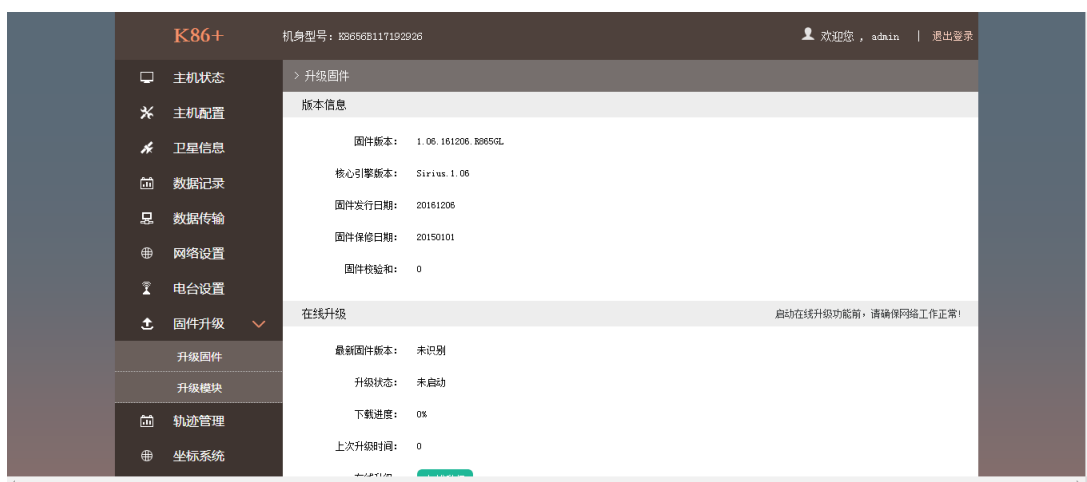 K86+
机身型号：K8656B117192926
欢迎您，admin | 退出登录
主机状态
主机配置
卫星信息
数据记录
数据传输
网络设置
电台设置
固件升级
升级固件
升级模块
轨迹管理
坐标系统
> 升级固件
版本信息
固件版本： 1.06.161206.R865GL
核心引擎版本： Sirius.1.06
固件发行日期： 20161206
固件保修日期： 20150101
固件校验和： 0
在线升级 启动在线升级功能前，请确保网络工作正常！
最新固件版本： 未识别
升级状态： 未启动
下载进度： 0%
上次升级时间： 0